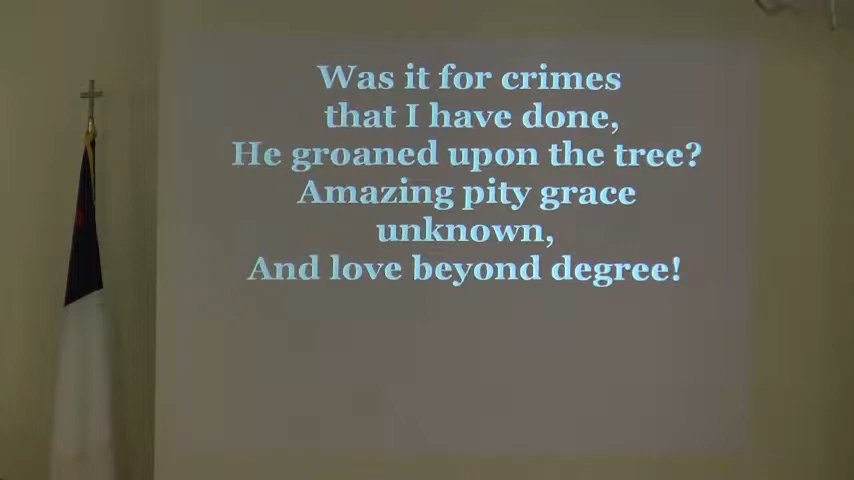 Was it for crimes
that I have done,
He groaned upon the tree?
Amazing pity grace
unknown,
And love beyond degree!